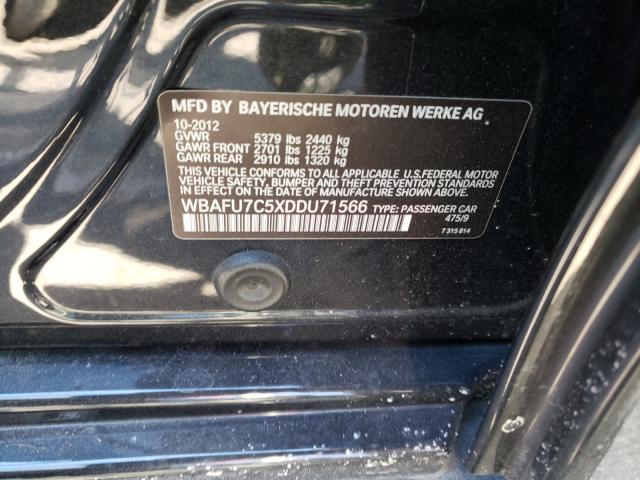 MFD BY BAYERISCHE MOTOREN WERKE AG
10-2012
GVWR 5379 lbs 2440 kg
GAWR FRONT 2701 lbs 1225 kg
GAWR REAR 2910 lbs 1320 kg
THIS VEHICLE CONFORMS TO ALL APPLICABLE U.S. FEDERAL MOTOR
VEHICLE SAFETY, BUMPER AND THEFT PREVENTION STANDARDS
IN EFFECT ON THE DATE OF MANUFACTURE SHOWN ABOVE.
WBAFU7C5XDDU71566 TYPE: PASSENGER CAR
475/9
7 315 614